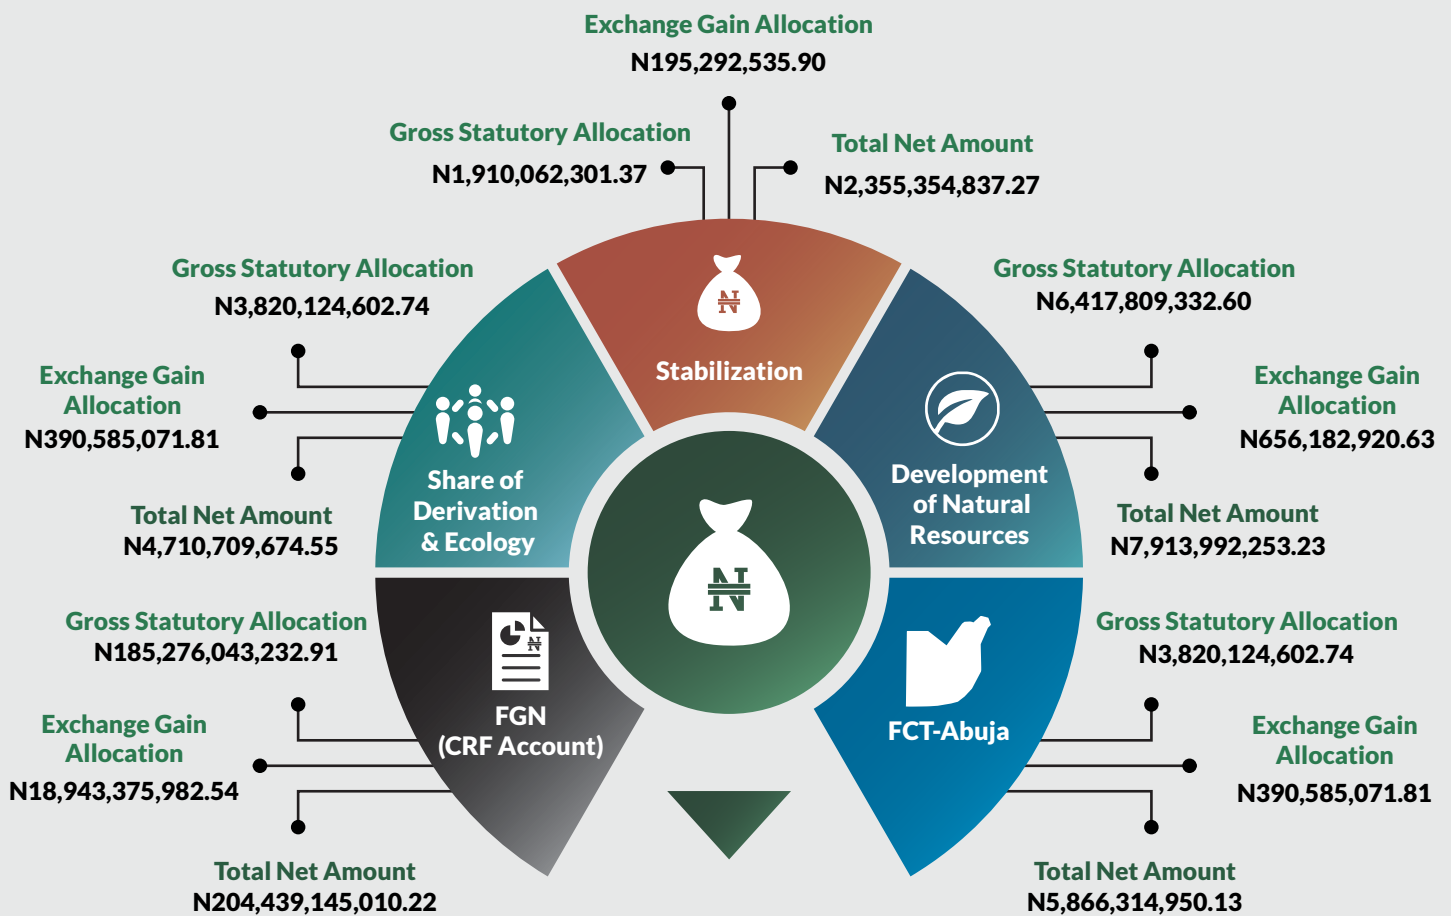 Exchange Gain Allocation
N195,292,535.90
Gross Statutory Allocation
N1,910,062,301.37
Total Net Amount
N2,355,354,837.27
Stabilization
N
Gross Statutory Allocation
N3,820,124,602.74
Exchange Gain
Allocation
N390,585,071.81
Total Net Amount
N4,710,709,674.55
Share of
Derivation
& Ecology
Gross Statutory Allocation
N6,417,809,332.60
Exchange Gain
Allocation
N656,182,920.63
Total Net Amount
N7,913,992,253.23
Development
of Natural
Resources
N
Gross Statutory Allocation
N185,276,043,232.91
Exchange Gain
Allocation
N18,943,375,982.54
Total Net Amount
N204,439,145,010.22
N
FGN
(CRF Account)
Gross Statutory Allocation
N3,820,124,602.74
Exchange Gain
Allocation
N390,585,071.81
Total Net Amount
N5,866,314,950.13
FCT-Abuja